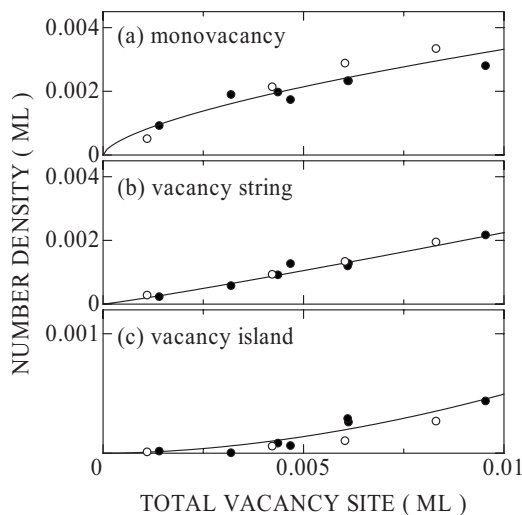 0.004
(a) monovacancy
0.002
0
0.004
(b) vacancy string
0.002
0
0.001
(c) vacancy island
0
0.005
0.01
NUMBER DENSITY ( ML )
TOTAL VACANCY SITE ( ML )